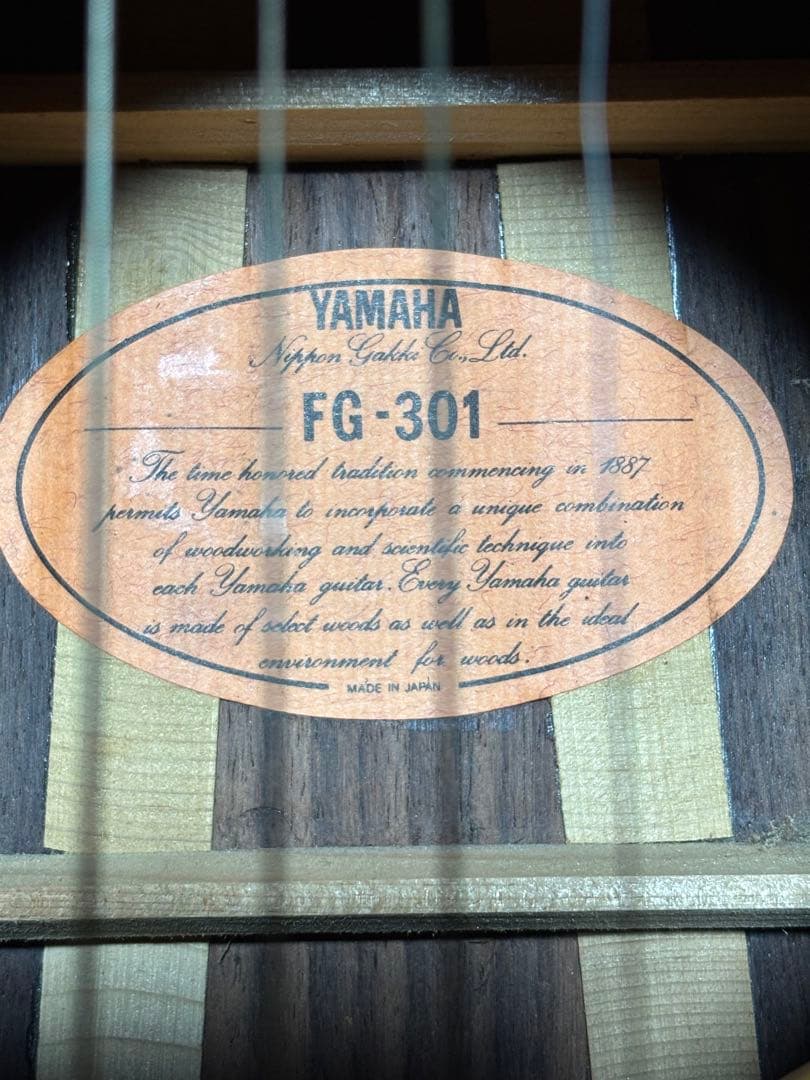 YAMAHA
Nippon Gakki Co., Ltd.
FG-301
The time honored tradition commencing in 1887
permits Yamaha to incorporate a unique combination
of woodworking and scientific technique into
each Yamaha guitar. Every Yamaha guitar
is made of select woods as well as in the ideal
environment for woods.
MADE IN JAPAN